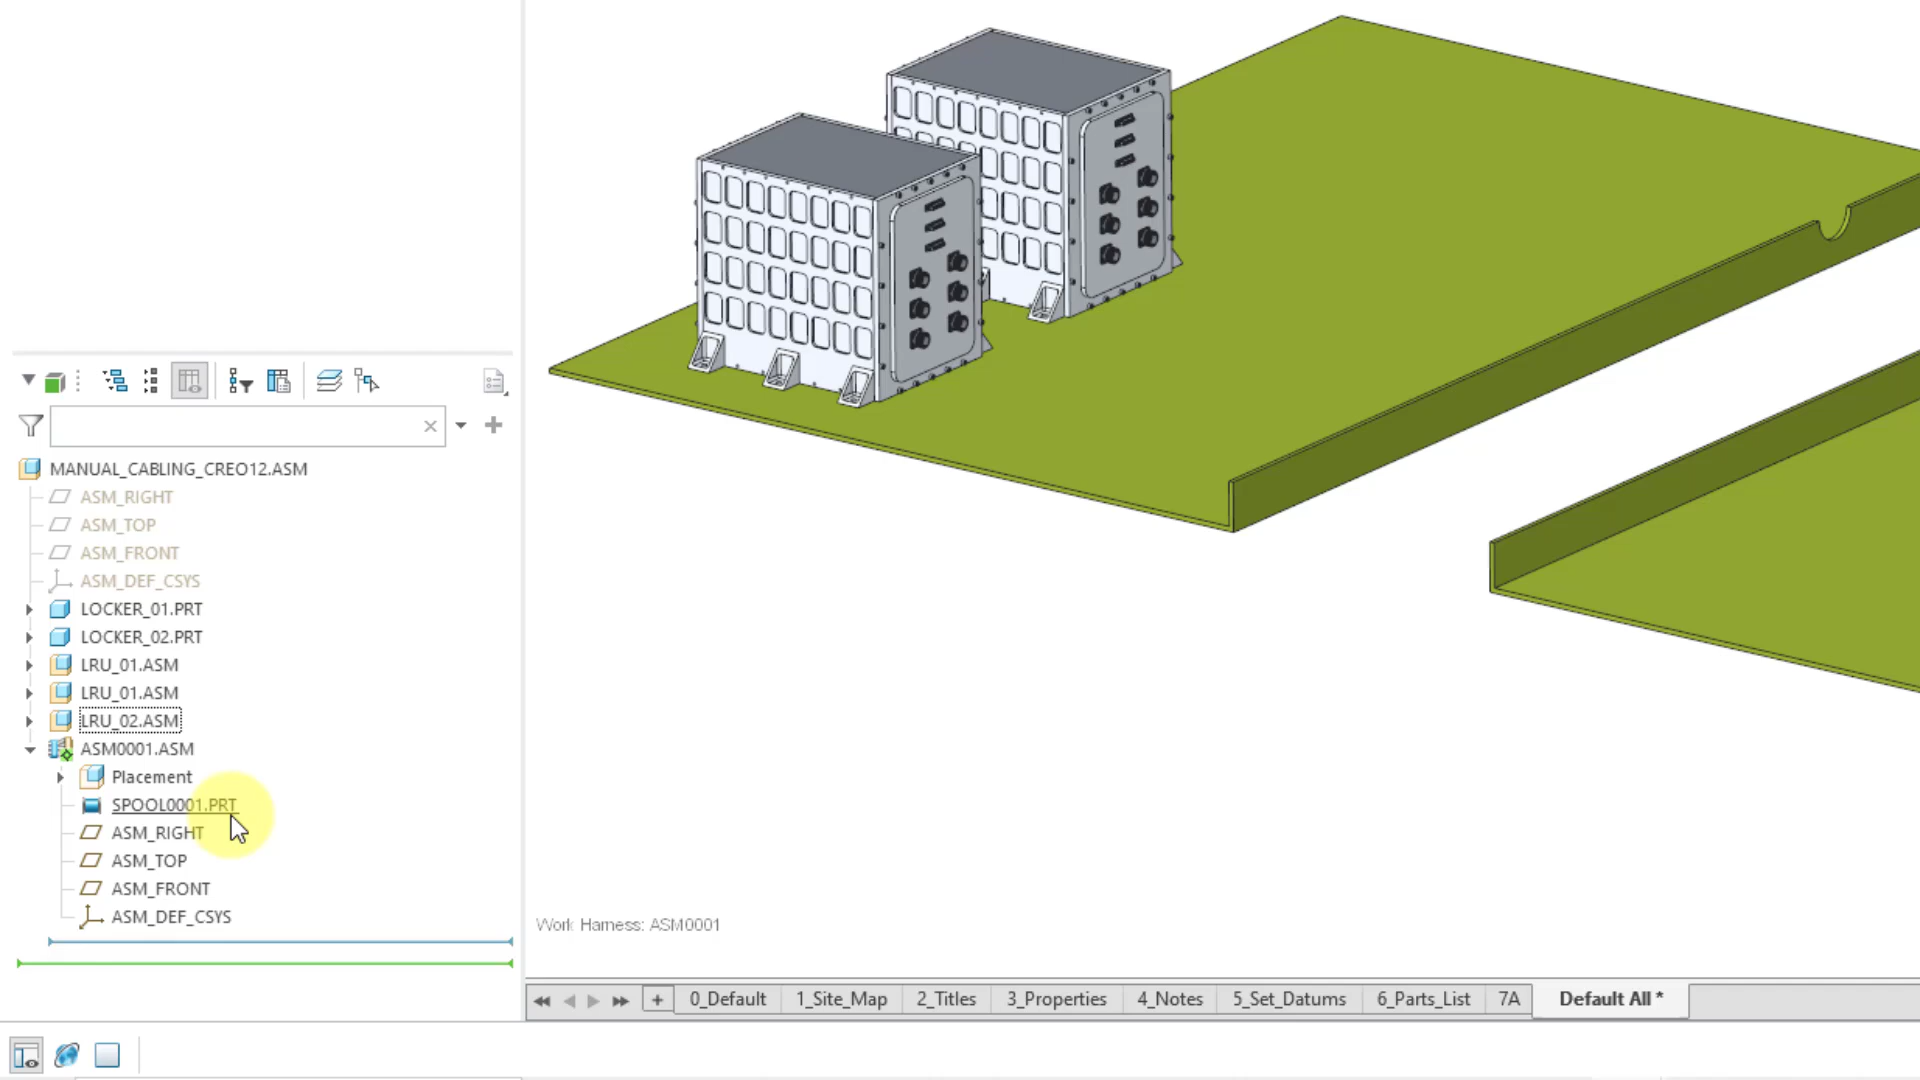 MANUAL_CABLING_CREO12.ASM
ASM_RIGHT
ASM_TOP
ASM_FRONT
ASM_DEF_CSYS
LOCKER_01.PRT
LOCKER_02.PRT
LRU_01.ASM
LRU_01.ASM
LRU_02.ASM
ASM0001.ASM
Placement
SPOOL0001.PRT
ASM_RIGHT
ASM_TOP
ASM_FRONT
ASM_DEF_CSYS
Work Harness: ASM0001
0_Default 1_Site_Map 2_Titles 3_Properties 4_Notes 5_Set_Datums 6_Parts_List 7A Default All *